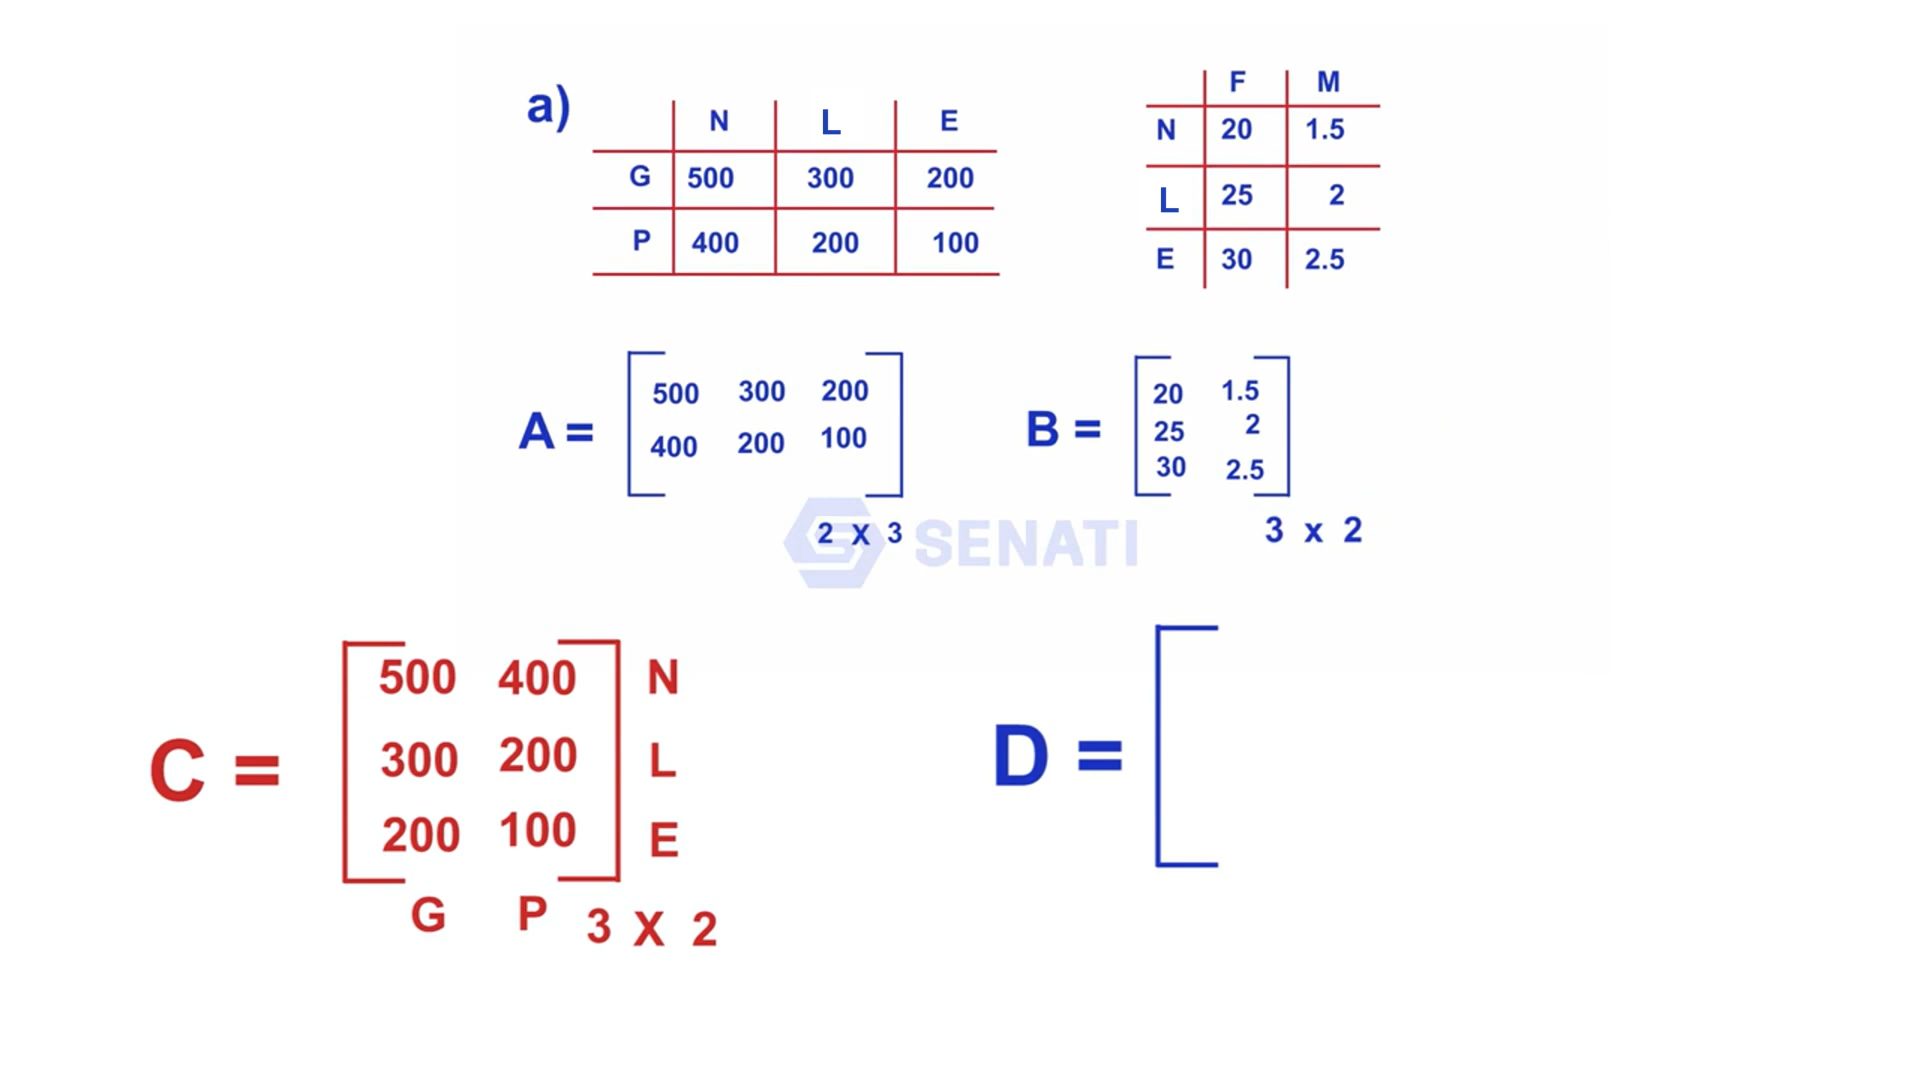 a)
N L E
G 500 300 200
P 400 200 100
F M
N 20 1.5
L 25 2
E 30 2.5
A =
500 300 200
400 200 100
2 X 3
B =
20 1.5
25 2
30 2.5
3 x 2
SENATI
C =
500 400 N
300 200 L
200 100 E
G P 3 X 2
D =